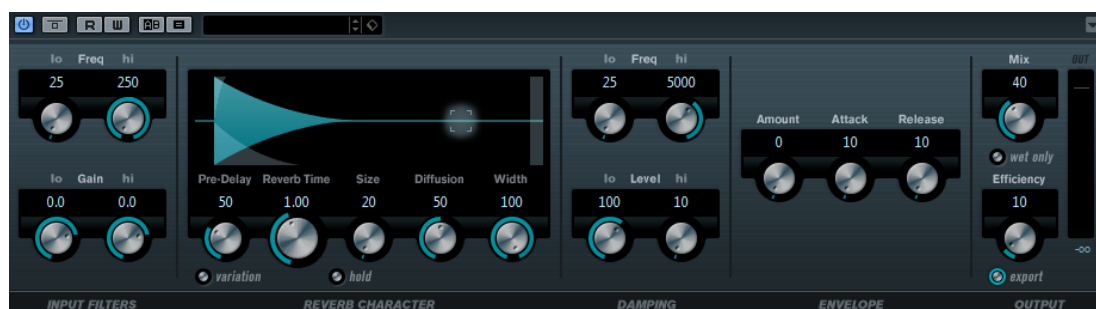 R W AB
lo Freq hi
25 250
lo Gain hi
0.0 0.0
INPUT FILTERS
Pre-Delay Reverb Time Size Diffusion Width
50 1.00 20 50 100
variation hold
REVERB CHARACTER
lo Freq hi
25 5000
lo Level hi
100 10
DAMPING
Amount Attack Release
0 10 10
ENVELOPE
Mix OUT
40
wet only
Efficiency
10
-∞
export
OUTPUT